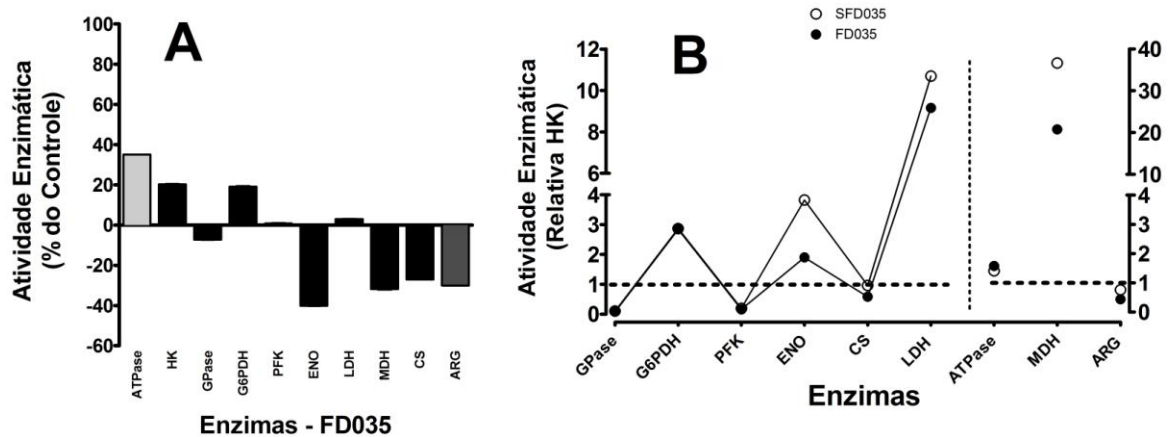 A
Atividade Enzimática
(% do Controle)
100
80
60
40
20
0
-20
-40
-60
ATPase
HK
GPase
G6PDH
PFK
ENO
LDH
MDH
CS
ARG
Enzimas - FD035
SFD035
FD035
B
Atividade Enzimática
(Relativa HK)
12
10
8
6
4
3
2
1
0
40
30
20
10
4
3
2
1
0
GPase
G6PDH
PFK
ENO
CS
LDH
ATPase
MDH
ARG
Enzimas